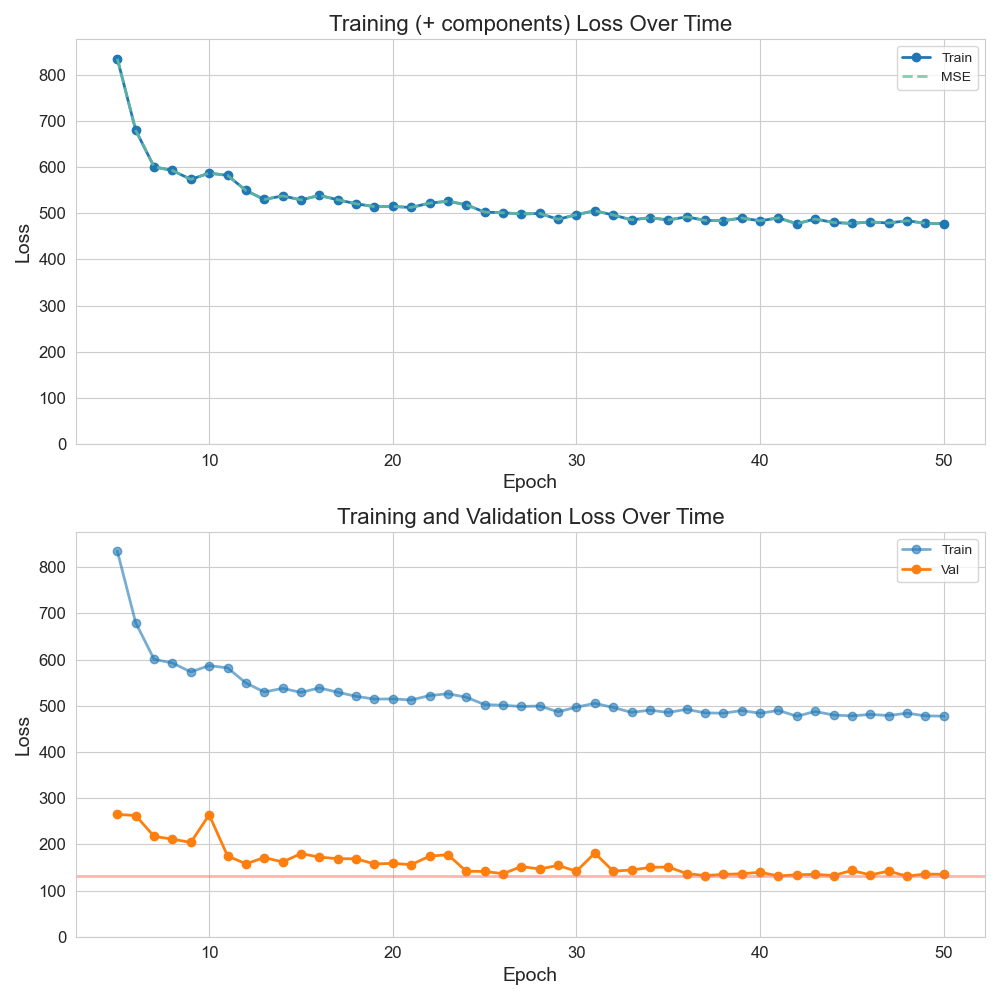 Training (+ components) Loss Over Time
Train
MSE
800
700
600
500
400
300
200
100
0
Loss
10 20 30 40 50
Epoch
Training and Validation Loss Over Time
Train
Val
800
700
600
500
400
300
200
100
0
Loss
10 20 30 40 50
Epoch